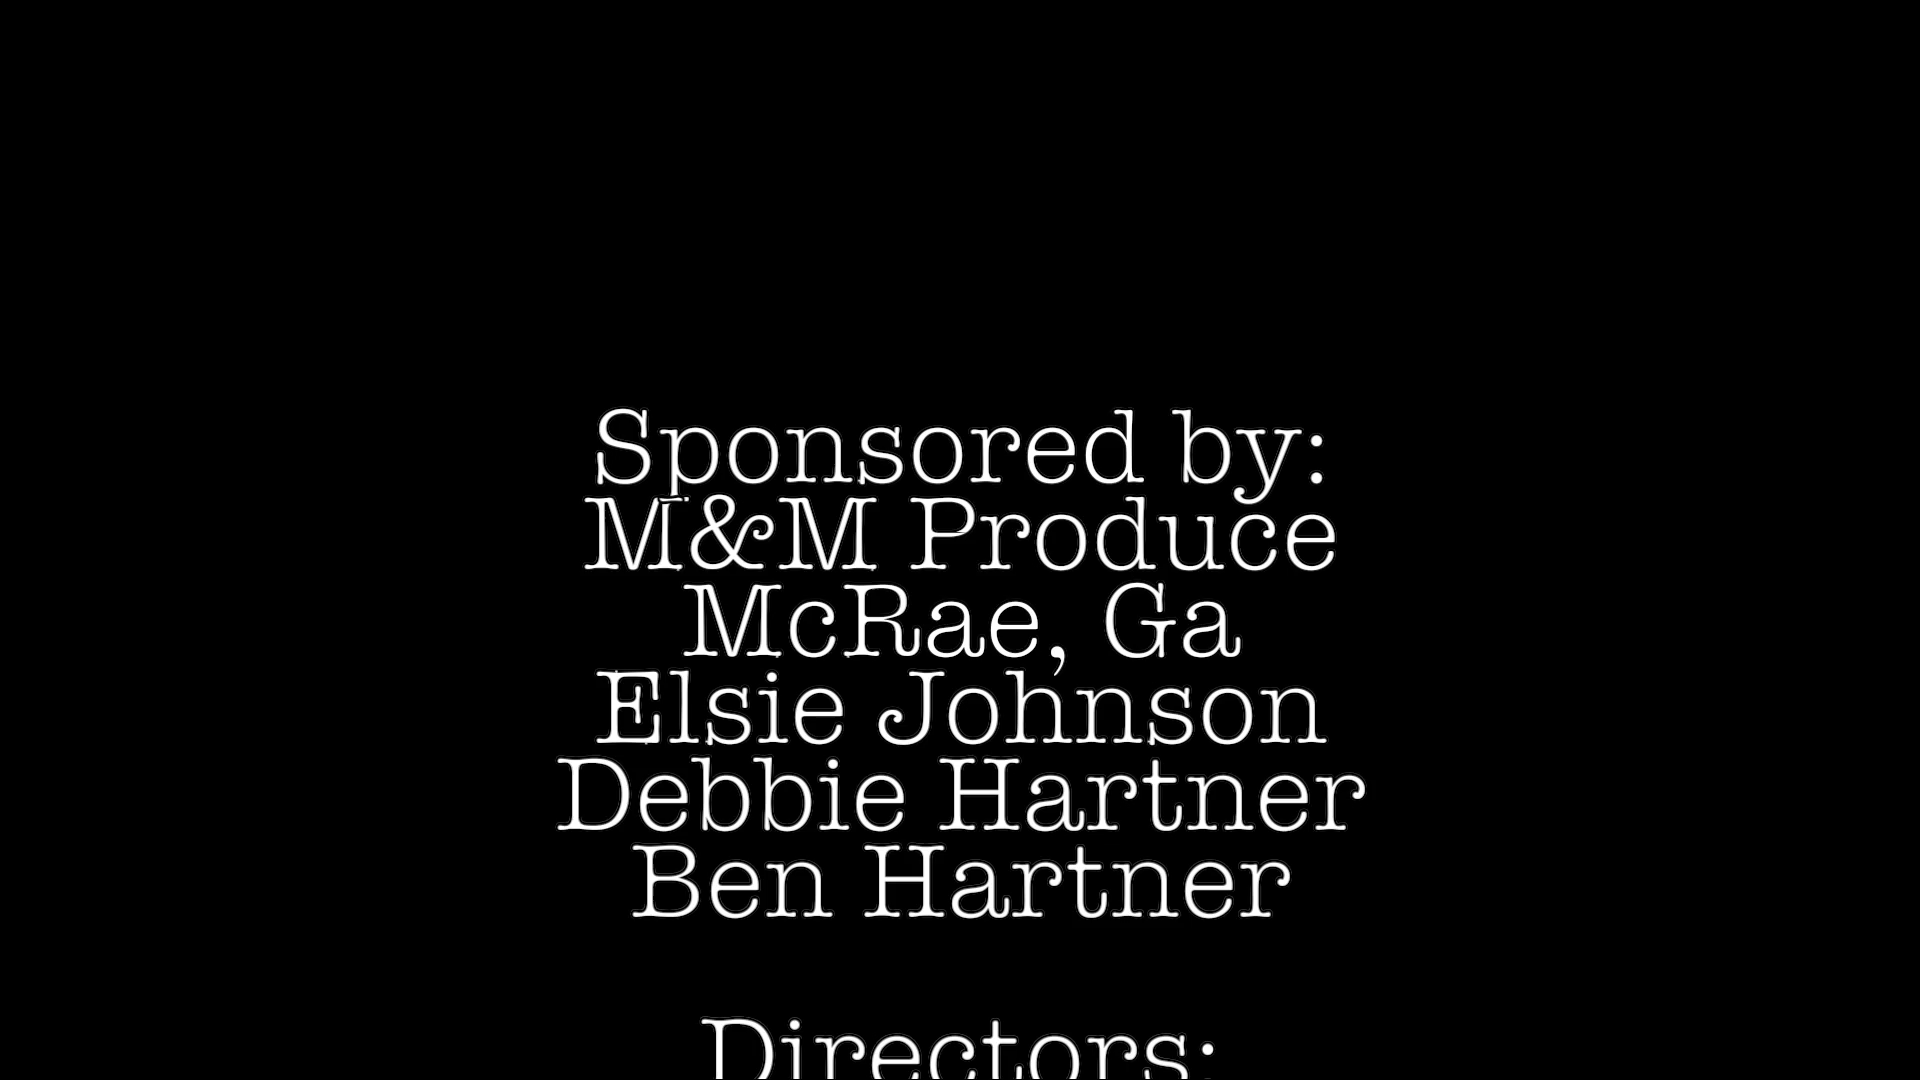 Sponsored by:
M&M Produce
McRae, Ga
Elsie Johnson
Debbie Hartner
Ben Hartner
Directors: